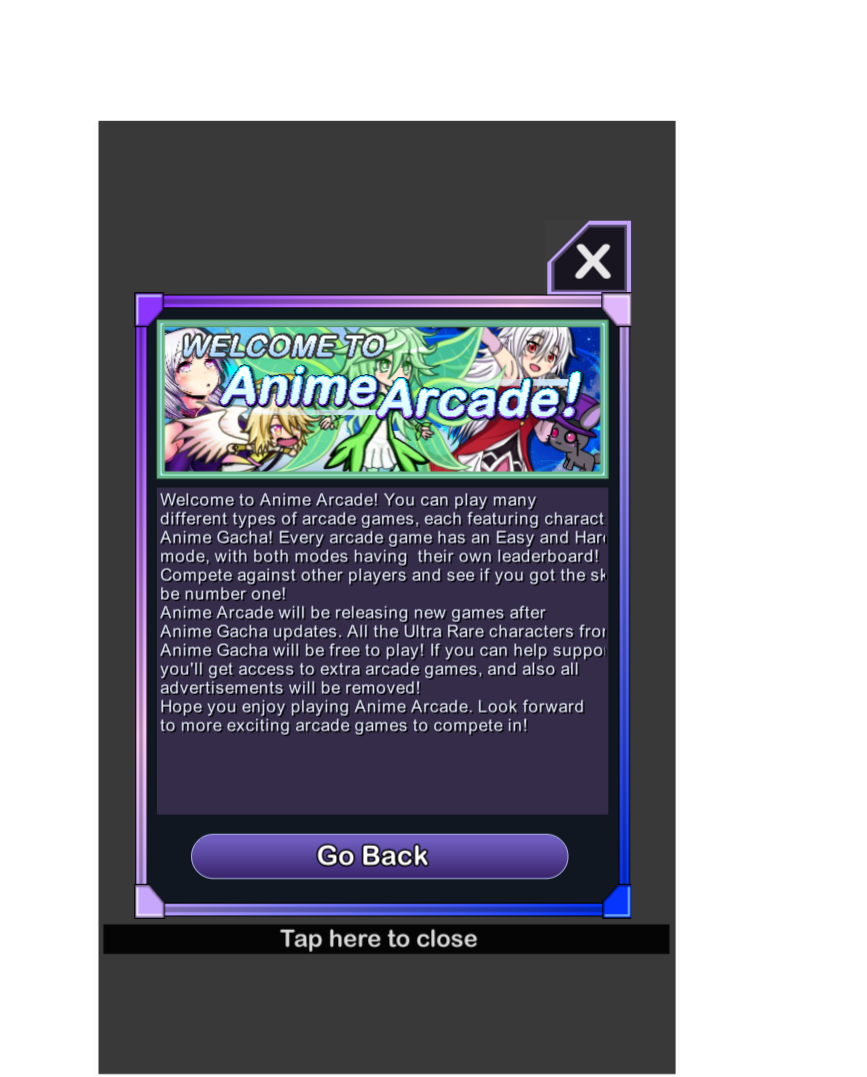 X
WELCOME TO
Anime Arcade!
Welcome to Anime Arcade! You can play many
different types of arcade games, each featuring charact
Anime Gacha! Every arcade game has an Easy and Hard
mode, with both modes having  their own leaderboard!
Compete against other players and see if you got the sk
be number one!
Anime Arcade will be releasing new games after
Anime Gacha updates. All the Ultra Rare characters from
Anime Gacha will be free to play! If you can help suppo
you'll get access to extra arcade games, and also all
advertisements will be removed!
Hope you enjoy playing Anime Arcade. Look forward
to more exciting arcade games to compete in!
Go Back
Tap here to close